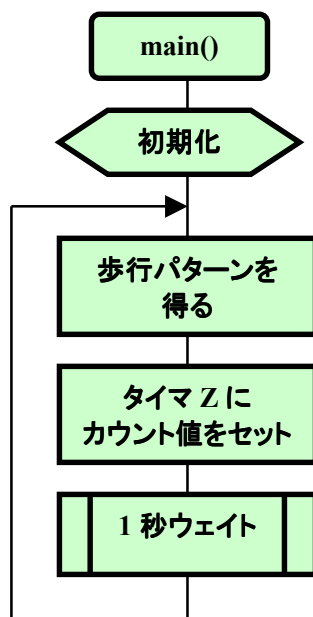 main()
初期化
歩行パターンを
得る
タイマ Z に
カウント値をセット
1 秒ウェイト